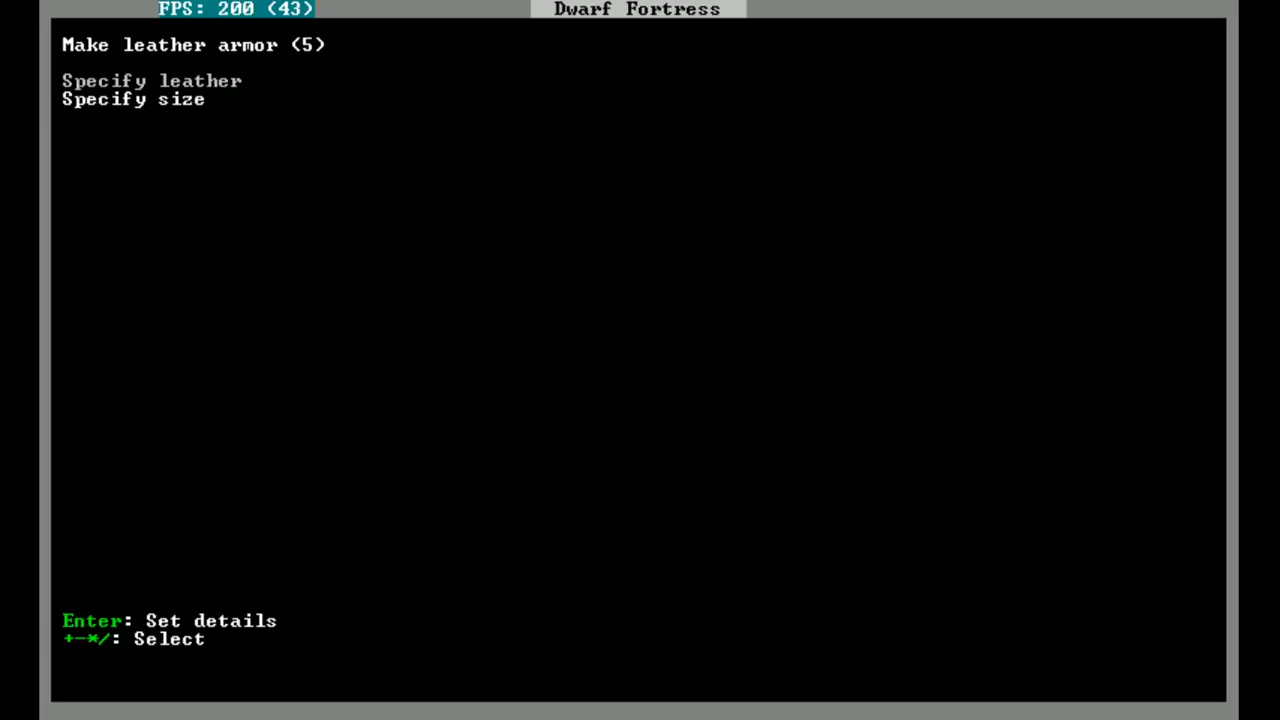 FPS: 200 (43)
Dwarf Fortress
Make leather armor (5)
Specify leather
Specify size
Enter: Set details
+-*/: Select